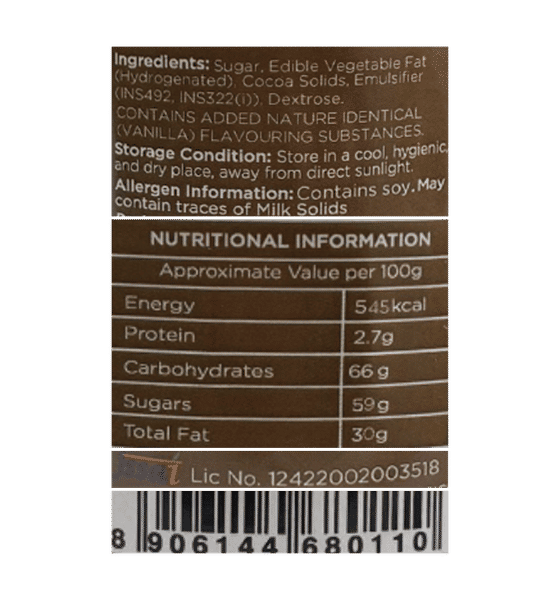 Ingredients: Sugar, Edible Vegetable Fat
(Hydrogenated), Cocoa Solids, Emulsifier
(INS492, INS322(i)), Dextrose.
CONTAINS ADDED NATURE IDENTICAL
(VANILLA) FLAVOURING SUBSTANCES.
Storage Condition: Store in a cool, hygienic,
and dry place, away from direct sunlight.
Allergen Information: Contains soy. May
contain traces of Milk Solids
NUTRITIONAL INFORMATION
Approximate Value per 100g
Energy 545kcal
Protein 2.7g
Carbohydrates 66g
Sugars 59g
Total Fat 30g
Lic No. 12422002003518
8 906144 680110